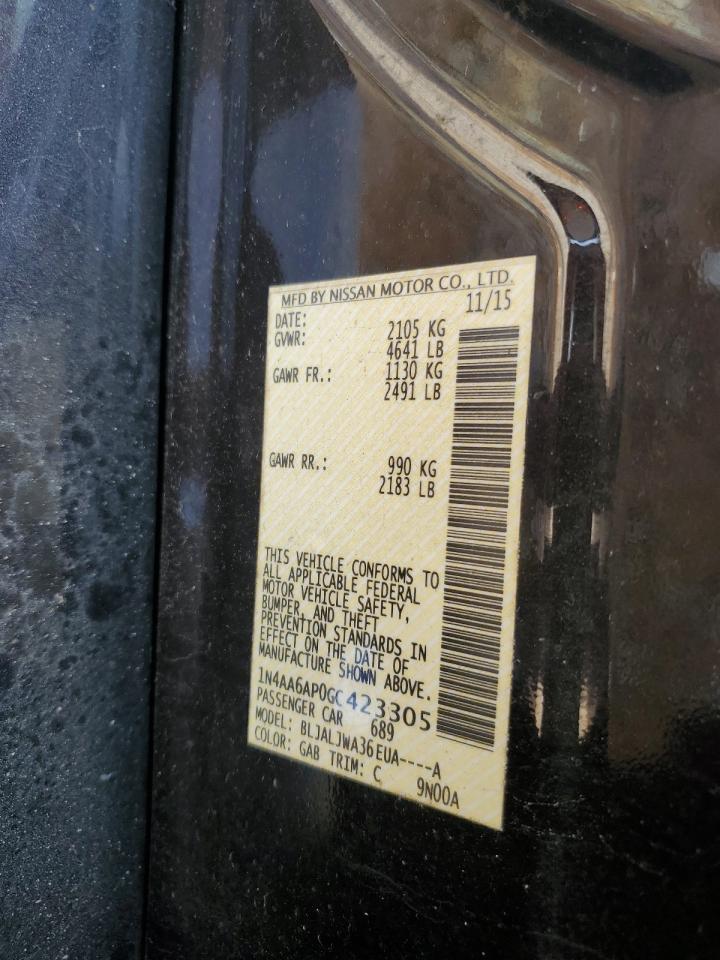 MFD BY NISSAN MOTOR CO., LTD.
DATE: 11/15
GVWR: 2105 KG
4641 LB
GAWR FR.: 1130 KG
2491 LB
GAWR RR.: 990 KG
2183 LB
THIS VEHICLE CONFORMS TO
ALL APPLICABLE FEDERAL
MOTOR VEHICLE SAFETY,
BUMPER, AND THEFT
PREVENTION STANDARDS IN
EFFECT ON THE DATE OF
MANUFACTURE SHOWN ABOVE.
1N4AA6AP0GC423305
PASSENGER CAR 689
MODEL: BLJALJWA36EUA----A
COLOR: GAB TRIM: C 9N00A